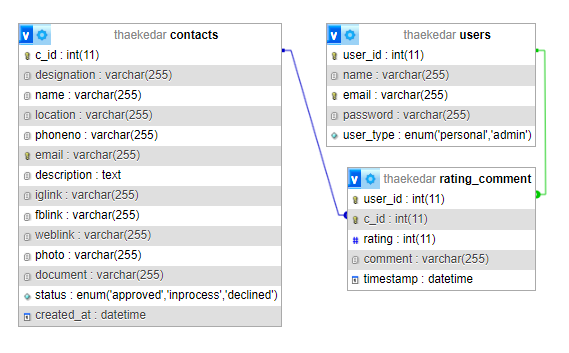 thaekedar contacts
c_id : int(11)
designation : varchar(255)
name : varchar(255)
location : varchar(255)
phoneno : varchar(255)
email : varchar(255)
description : text
iglink : varchar(255)
fblink : varchar(255)
weblink : varchar(255)
photo : varchar(255)
document : varchar(255)
status : enum('approved','inprocess','declined')
created_at : datetime
thaekedar users
user_id : int(11)
name : varchar(255)
email : varchar(255)
password : varchar(255)
user_type : enum('personal','admin')
thaekedar rating_comment
user_id : int(11)
c_id : int(11)
# rating : int(11)
comment : varchar(255)
timestamp : datetime